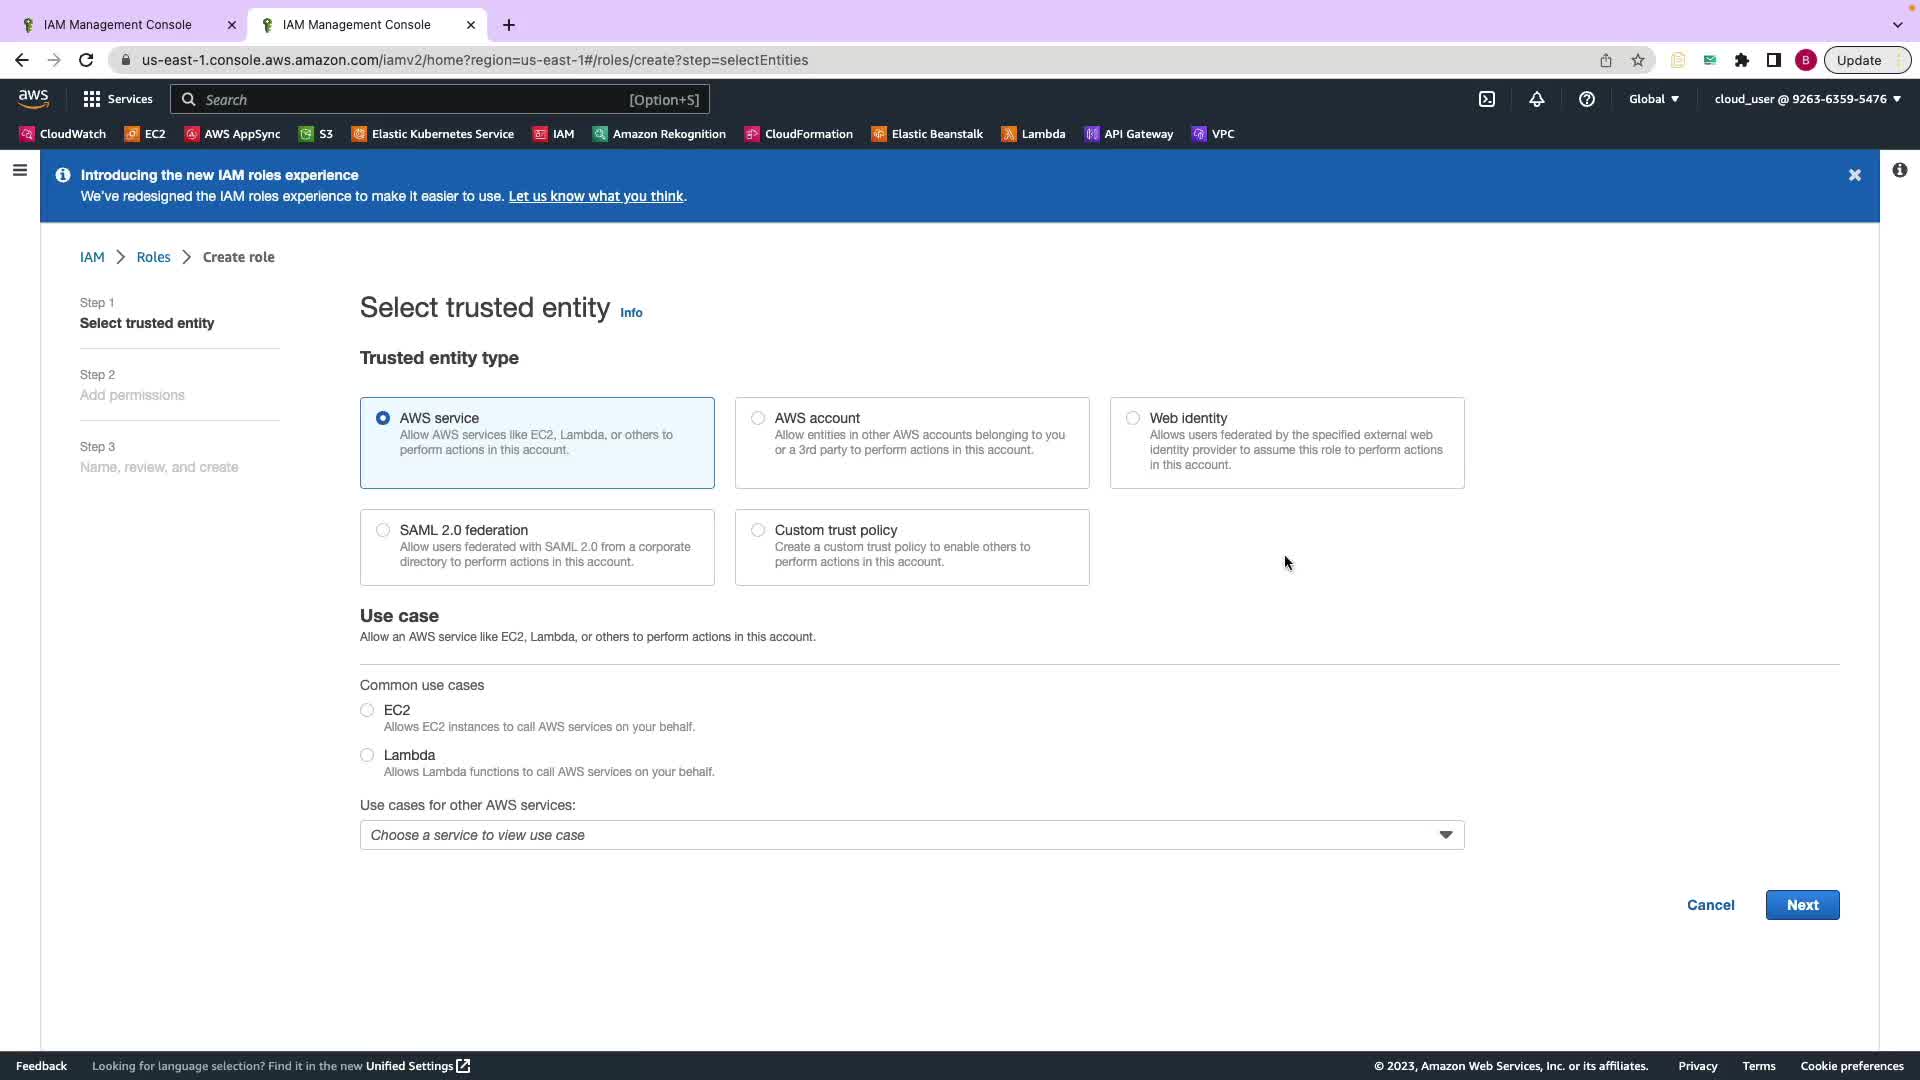 IAM Management Console
IAM Management Console
us-east-1.console.aws.amazon.com/iamv2/home?region=us-east-1#/roles/create?step=selectEntities
B
Update
aws
Services
Search
[Option+S]
Global
cloud_user @ 9263-6359-5476
CloudWatch
EC2
AWS AppSync
S3
Elastic Kubernetes Service
IAM
Amazon Rekognition
CloudFormation
Elastic Beanstalk
Lambda
API Gateway
VPC
Introducing the new IAM roles experience
We've redesigned the IAM roles experience to make it easier to use. Let us know what you think.
IAM
Roles
Create role
Step 1
Select trusted entity
Step 2
Add permissions
Step 3
Name, review, and create
Select trusted entity Info
Trusted entity type
AWS service
Allow AWS services like EC2, Lambda, or others to
perform actions in this account.
AWS account
Allow entities in other AWS accounts belonging to you
or a 3rd party to perform actions in this account.
Web identity
Allows users federated by the specified external web
identity provider to assume this role to perform actions
in this account.
SAML 2.0 federation
Allow users federated with SAML 2.0 from a corporate
directory to perform actions in this account.
Custom trust policy
Create a custom trust policy to enable others to
perform actions in this account.
Use case
Allow an AWS service like EC2, Lambda, or others to perform actions in this account.
Common use cases
EC2
Allows EC2 instances to call AWS services on your behalf.
Lambda
Allows Lambda functions to call AWS services on your behalf.
Use cases for other AWS services:
Choose a service to view use case
Cancel
Next
Feedback
Looking for language selection? Find it in the new Unified Settings
© 2023, Amazon Web Services, Inc. or its affiliates.
Privacy
Terms
Cookie preferences